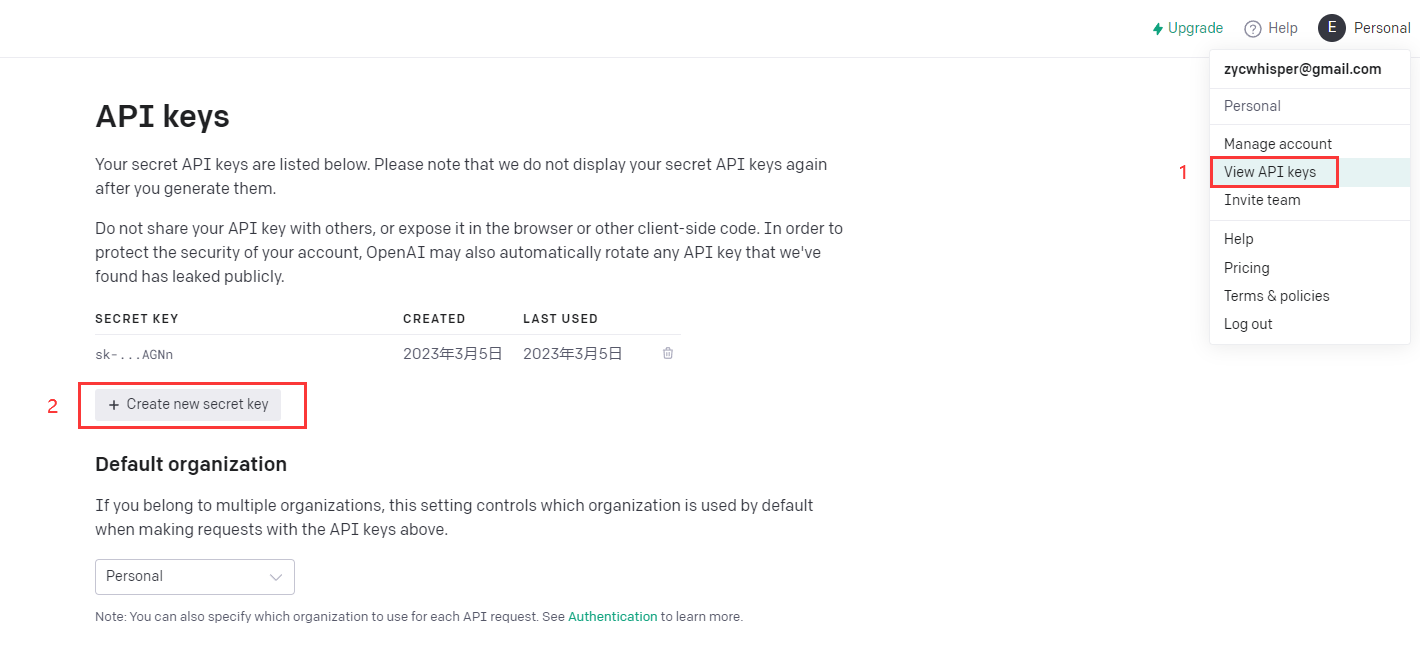 Upgrade
Help
E
Personal
zycwhisper@gmail.com
Personal
Manage account
1
View API keys
Invite team
Help
Pricing
Terms & policies
Log out
API keys
Your secret API keys are listed below. Please note that we do not display your secret API keys again
after you generate them.
Do not share your API key with others, or expose it in the browser or other client-side code. In order to
protect the security of your account, OpenAI may also automatically rotate any API key that we've
found has leaked publicly.
SECRET KEY CREATED LAST USED
sk-...AGNn 2023年3月5日 2023年3月5日
2
+ Create new secret key
Default organization
If you belong to multiple organizations, this setting controls which organization is used by default
when making requests with the API keys above.
Personal
Note: You can also specify which organization to use for each API request. See Authentication to learn more.